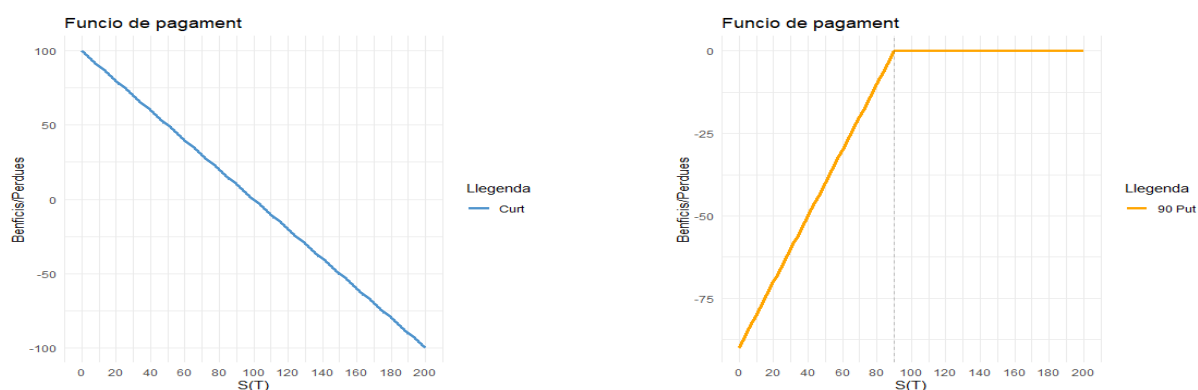 Funcio de pagament
100
50
0
-50
-100
Benficis/Perdues
0 20 40 60 80 100 120 140 160 180 200
S(T)
Llegenda
Curt
Funcio de pagament
0
-25
-50
-75
Benficis/Perdues
0 20 40 60 80 100 120 140 160 180 200
S(T)
Llegenda
90 Put